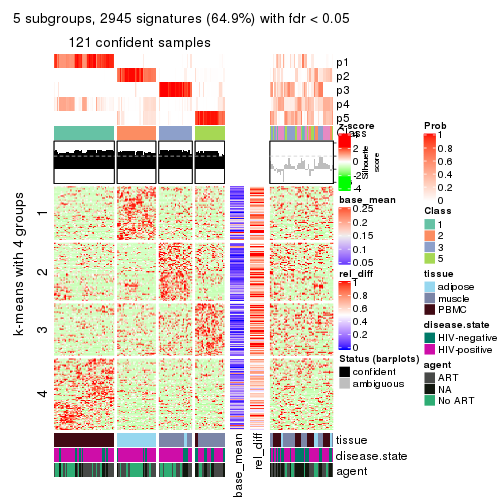 5 subgroups, 2945 signatures (64.9%) with fdr < 0.05
121 confident samples
p1
p2
p3
p4
p5
Class
k-means with 4 groups
1
2
3
4
base_mean
rel_diff
tissue
disease.state
agent
z-score
4
2
0
-2
-4
Silhouette
score
base_mean
0.25
0.2
0.15
0.1
0.05
rel_diff
1
0.8
0.6
0.4
0.2
0
Status (barplots)
confident
ambiguous
Prob
1
0.8
0.6
0.4
0.2
0
Class
1
2
3
5
tissue
adipose
muscle
PBMC
disease.state
HIV-negative
HIV-positive
agent
ART
NA
No ART